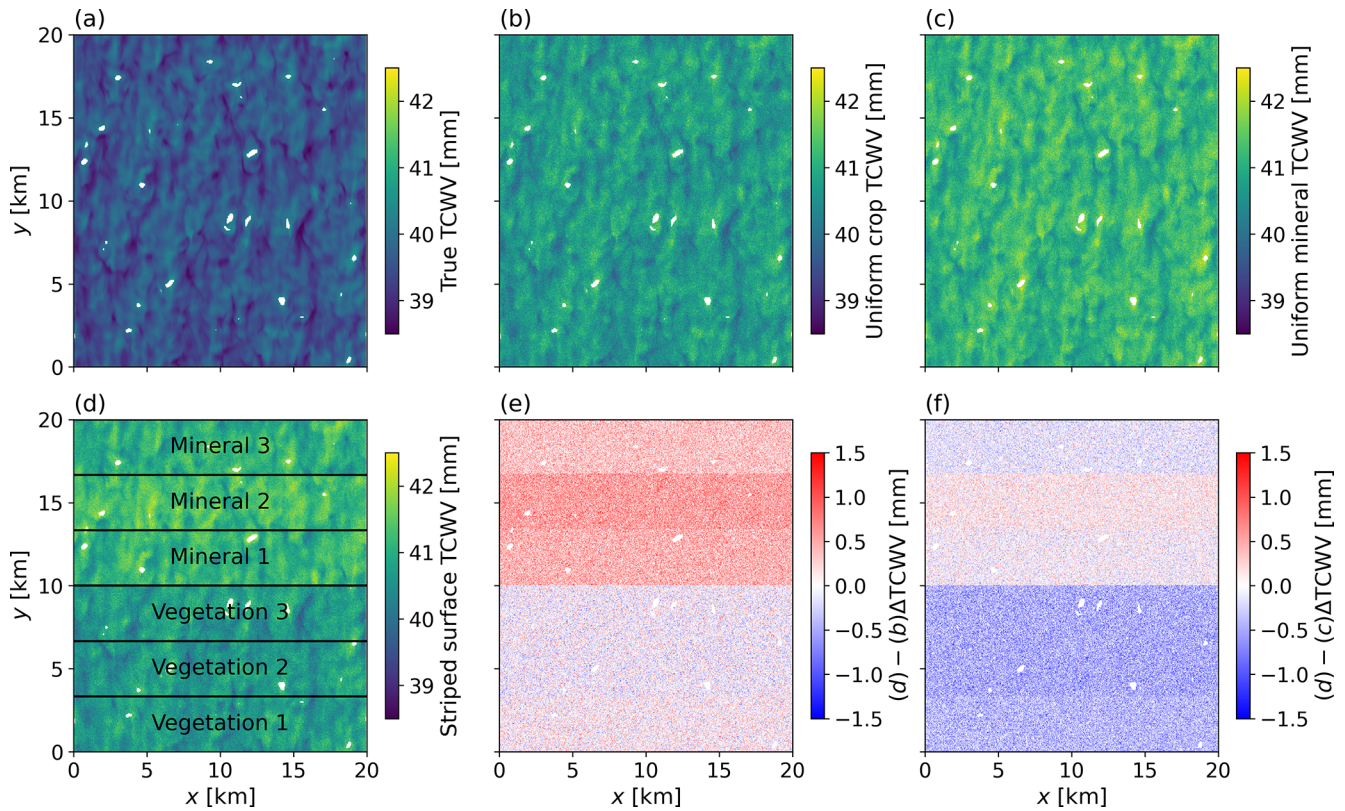 (a)
(b)
(c)
20
15
10
5
0
y [km]
42
41
40
39
True TCWV [mm]
42
41
40
39
Uniform crop TCWV [mm]
42
41
40
39
Uniform mineral TCWV [mm]
(d)
(e)
(f)
20
15
10
5
0
y [km]
Mineral 3
Mineral 2
Mineral 1
Vegetation 3
Vegetation 2
Vegetation 1
0 5 10 15 20
x [km]
42
41
40
39
Striped surface TCWV [mm]
0 5 10 15 20
x [km]
1.5
1.0
0.5
0.0
−0.5
−1.0
−1.5
(d) − (b)ΔTCWV [mm]
0 5 10 15 20
x [km]
1.5
1.0
0.5
0.0
−0.5
−1.0
−1.5
(d) − (c)ΔTCWV [mm]